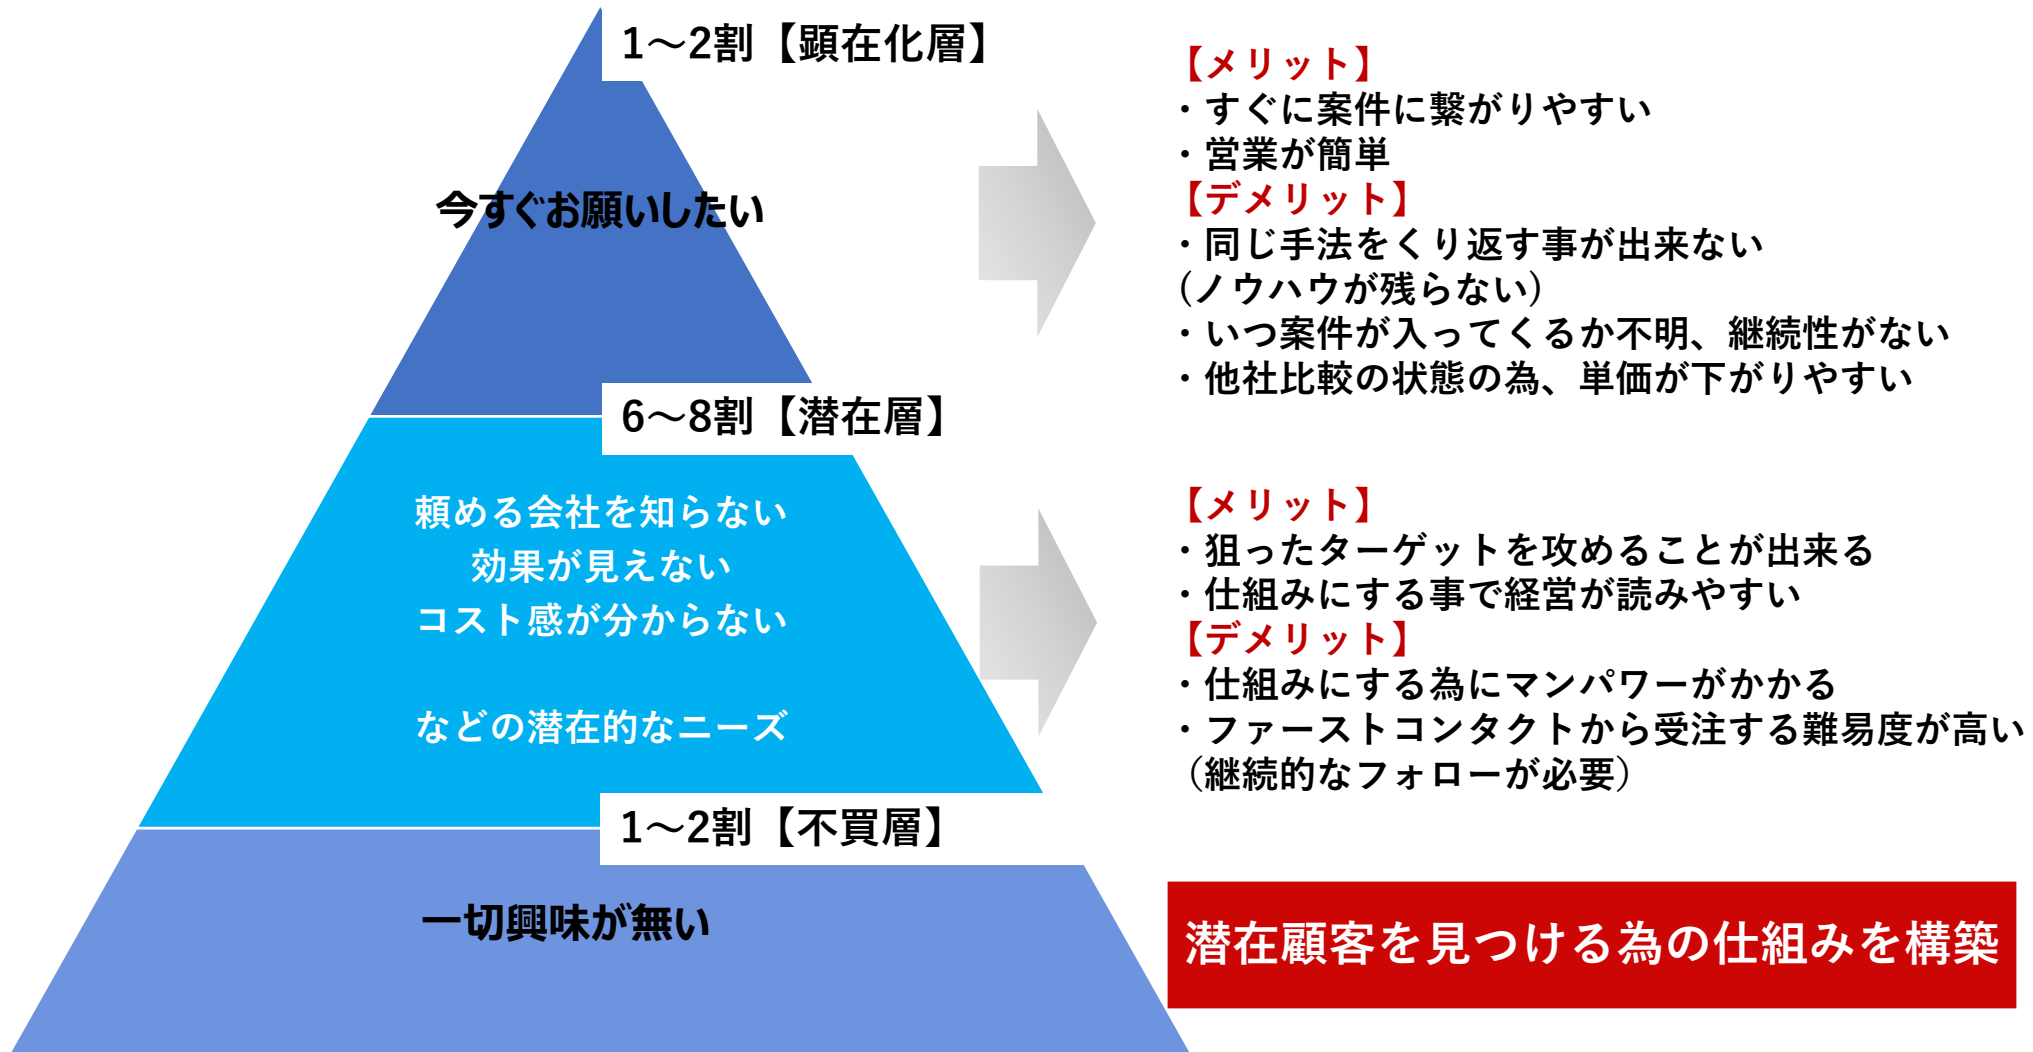 1～2割【顕在化層】
今すぐお願いしたい
【メリット】
・すぐに案件に繋がりやすい
・営業が簡単
【デメリット】
・同じ手法をくり返す事が出来ない
（ノウハウが残らない）
・いつ案件が入ってくるか不明、継続性がない
・他社比較の状態の為、単価が下がりやすい
6～8割【潜在層】
頼める会社を知らない
効果が見えない
コスト感が分からない
などの潜在的なニーズ
【メリット】
・狙ったターゲットを攻めることが出来る
・仕組みにする事で経営が読みやすい
【デメリット】
・仕組みにする為にマンパワーがかかる
・ファーストコンタクトから受注する難易度が高い
（継続的なフォローが必要）
1～2割【不買層】
一切興味が無い
潜在顧客を見つける為の仕組みを構築